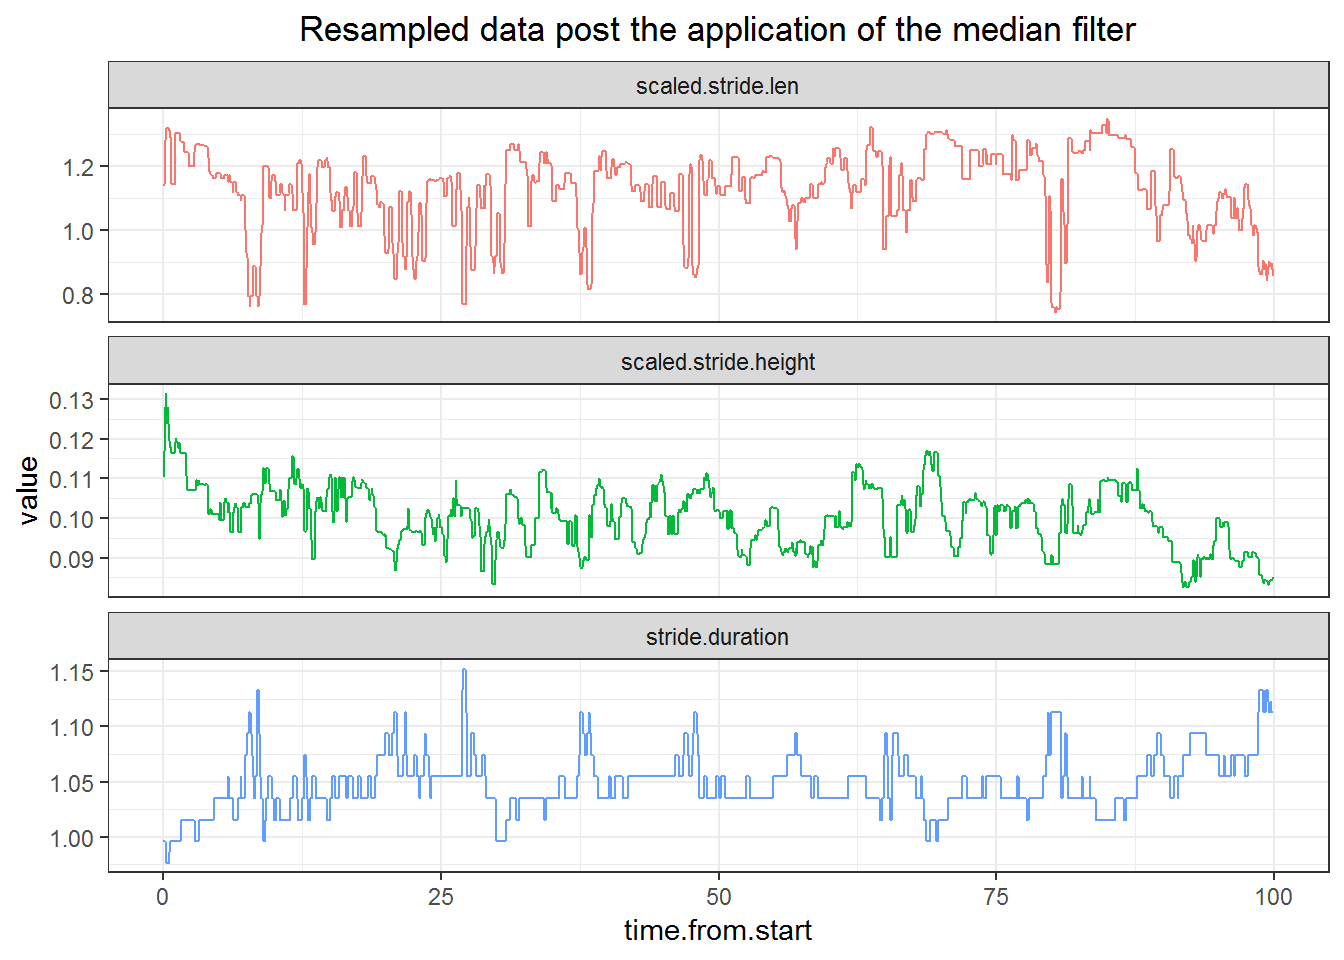 Resampled data post the application of the median filter
scaled.stride.len
1.2
1.0
0.8
scaled.stride.height
0.13
0.12
0.11
0.10
0.09
value
stride.duration
1.15
1.10
1.05
1.00
0 25 50 75 100
time.from.start